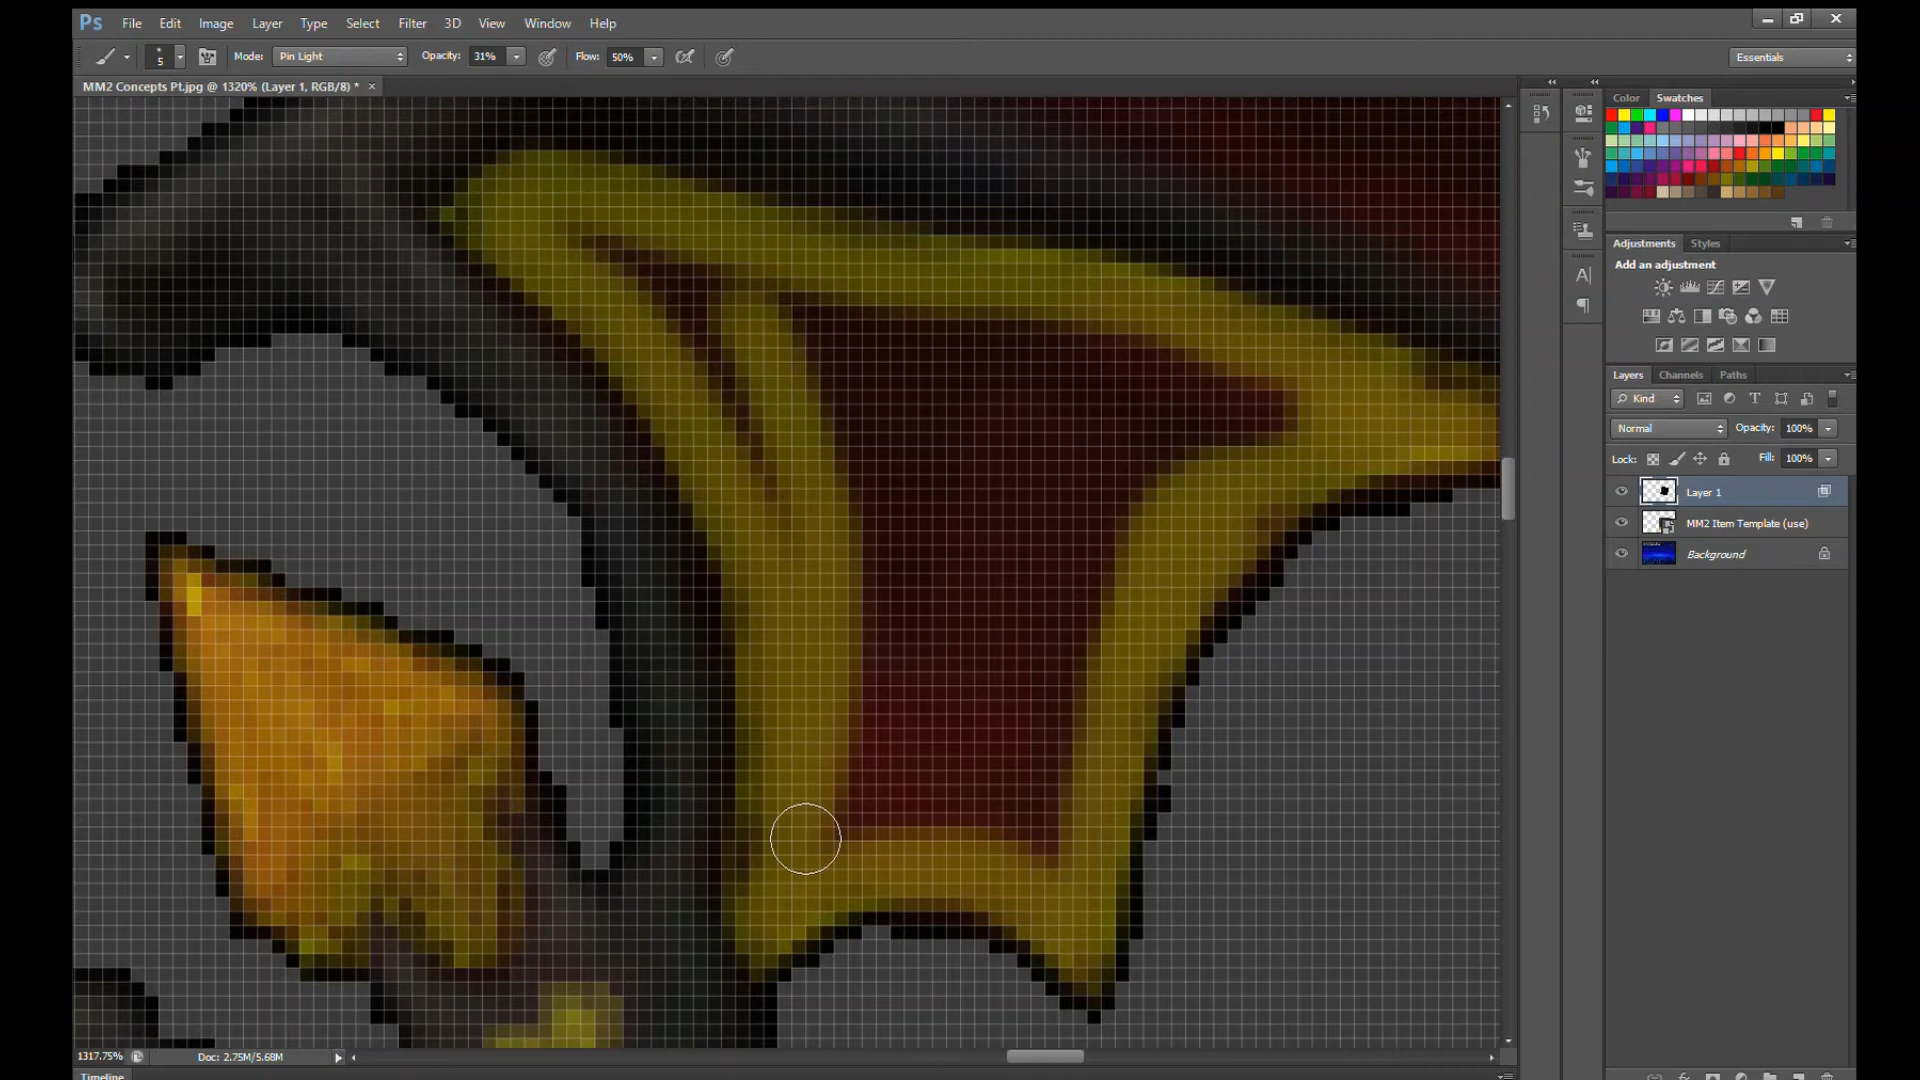 Ps File Edit Image Layer Type Select Filter 3D View Window Help
5 Mode: Pin Light Opacity: 31% Flow: 50% Essentials
MM2 Concepts Pt.jpg @ 1320% (Layer 1, RGB/8) * ×
Color Swatches
Adjustments Styles
Add an adjustment
Layers Channels Paths
Kind
Normal Opacity: 100%
Lock: Fill: 100%
Layer 1
MM2 Item Template (use)
Background
1317.75% Doc: 2.75M/5.68M
Timeline